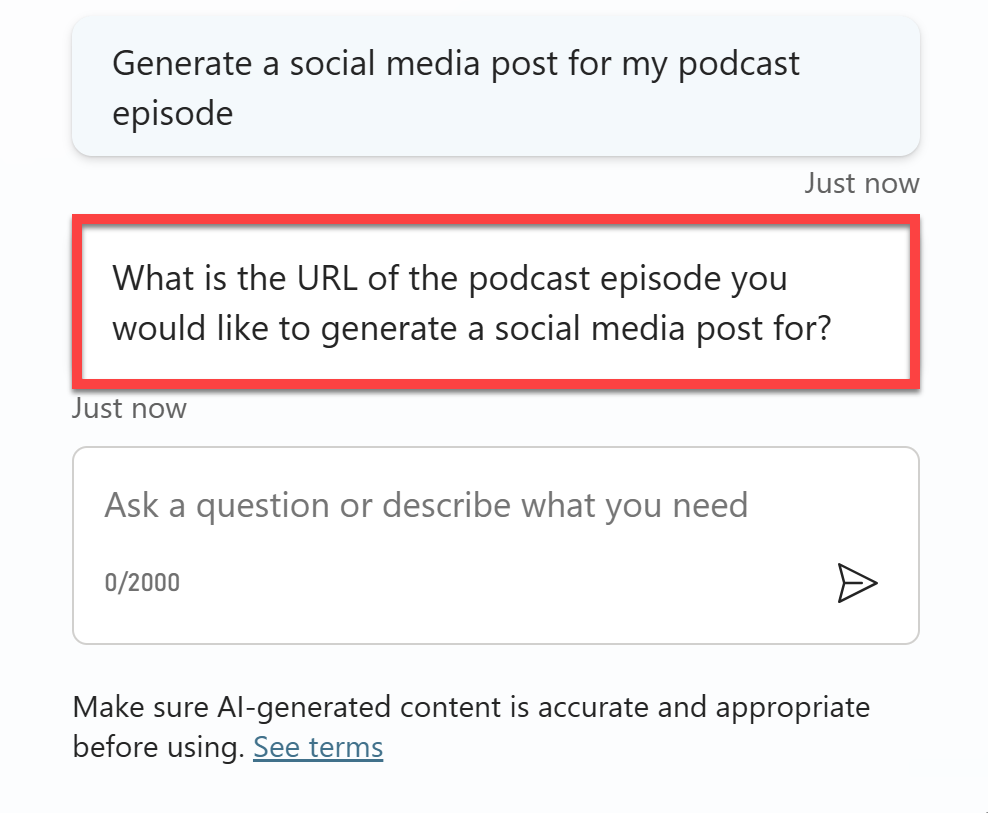 Generate a social media post for my podcast
episode
Just now
What is the URL of the podcast episode you
would like to generate a social media post for?
Just now
Ask a question or describe what you need
0/2000
Make sure AI-generated content is accurate and appropriate
before using. See terms